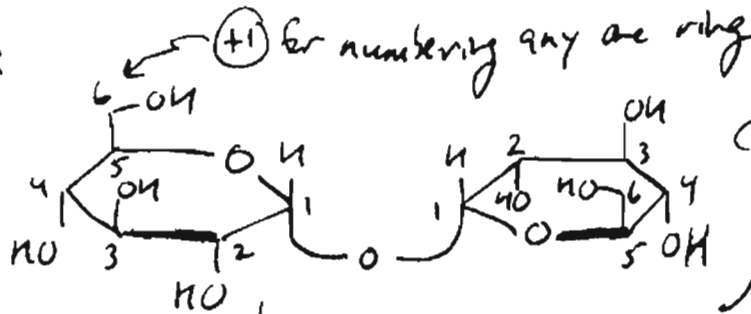 +1 for numbering any one ring
6 OH OH
5 O H H 2 3
4 OH HO 6 4
1 1 HO
HO 3 2 O O 5 OH
HO